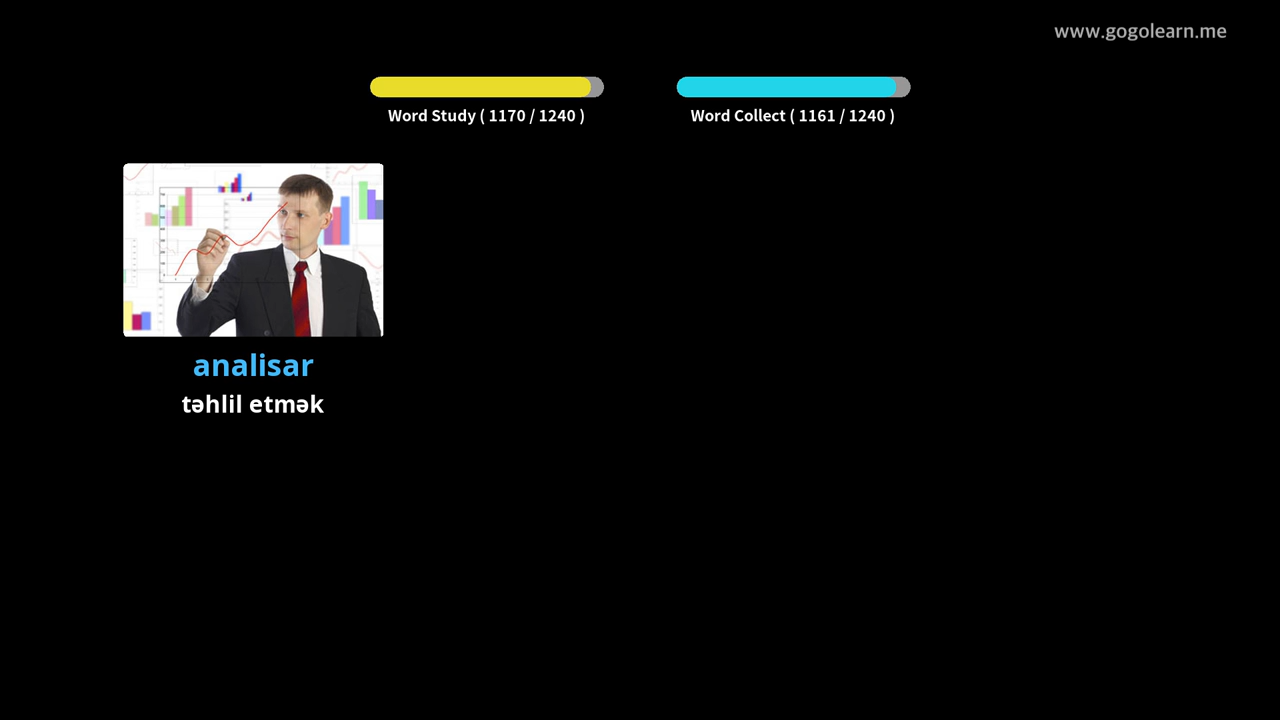 www.gogolearn.me
Word Study ( 1170 / 1240 )
Word Collect ( 1161 / 1240 )
analisar
təhlil etmək